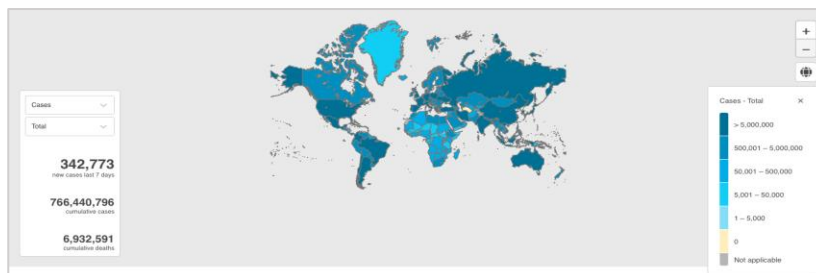 Cases
Total
342,773
new cases last 7 days
766,440,796
cumulative cases
6,932,591
cumulative deaths
+
−
Cases - Total ×
> 5,000,000
500,001 – 5,000,000
50,001 – 500,000
5,001 – 50,000
1 – 5,000
0
Not applicable